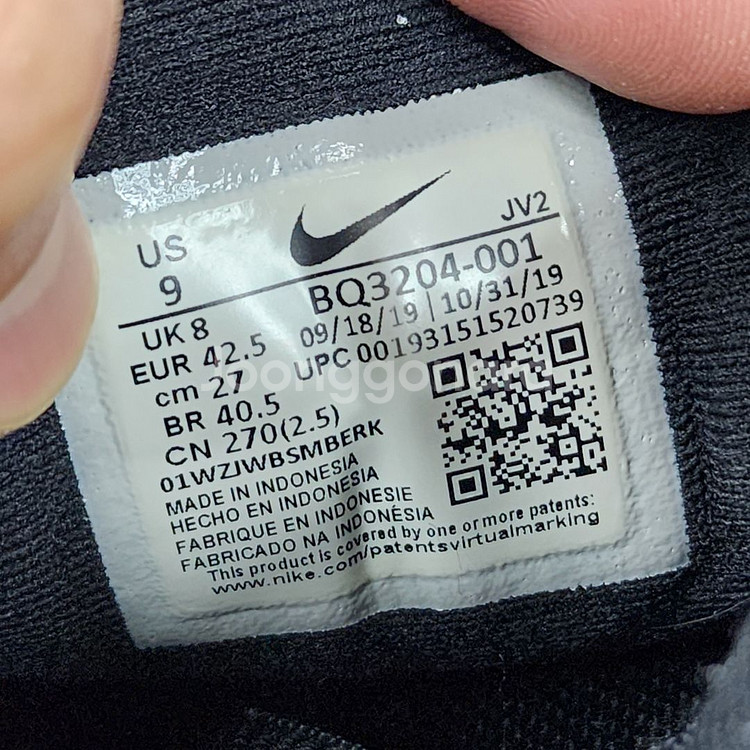 JV2
US
9
BQ3204-001
09/18/19 | 10/31/19
UPC 00193151520739
UK 8
EUR 42.5
cm 27
BR 40.5
CN 270(2.5)
01WZJWBSMBERK
MADE IN INDONESIA
HECHO EN INDONESIA
FABRIQUE EN INDONESIE
FABRICADO NA INDONÉSIA
This product is covered by one or more patents:
www.nike.com/patentsvirtualmarking